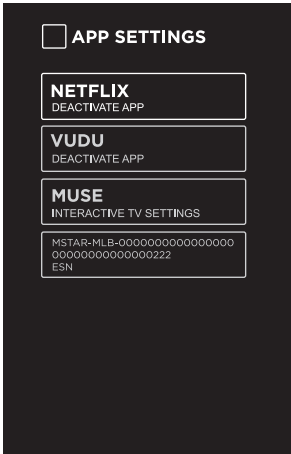 APP SETTINGS
NETFLIX
DEACTIVATE APP
VUDU
DEACTIVATE APP
MUSE
INTERACTIVE TV SETTINGS
MSTAR-MLB-0000000000000000
00000000000000222
ESN